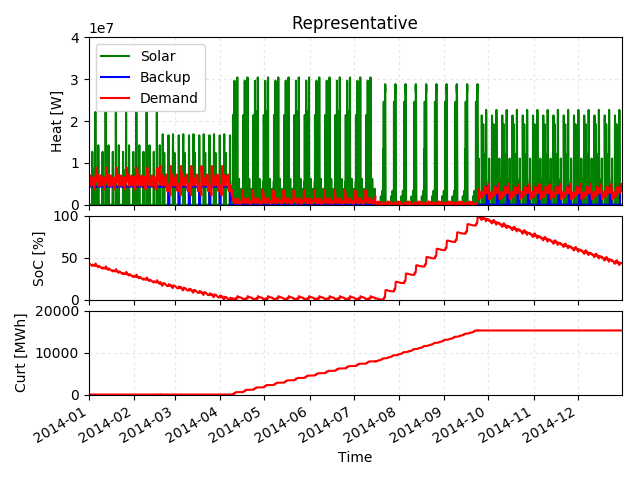 Representative
1e7
4
3
2
1
0
Heat [W]
Solar
Backup
Demand
100
50
0
SoC [%]
20000
10000
0
Curt [MWh]
2014-01
2014-02
2014-03
2014-04
2014-05
2014-06
2014-07
2014-08
2014-09
2014-10
2014-11
2014-12
Time